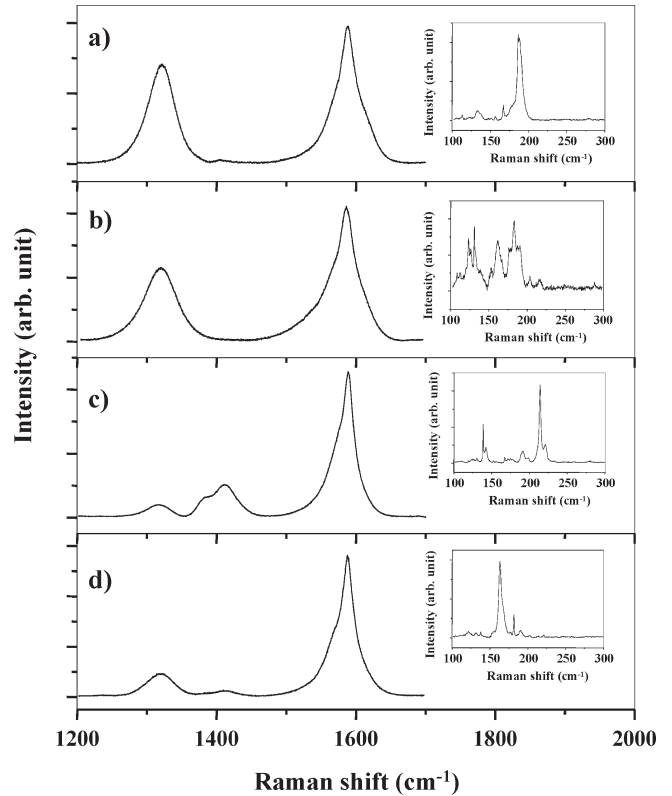 a)
Intensity (arb. unit)
100 150 200 250 300
Raman shift (cm-1)
b)
Intensity (arb. unit)
100 150 200 250 300
Raman shift (cm-1)
c)
Intensity (arb. unit)
100 150 200 250 300
Raman shift (cm-1)
d)
Intensity (arb. unit)
100 150 200 250 300
Raman shift (cm-1)
Intensity (arb. unit)
1200 1400 1600 1800 2000
Raman shift (cm-1)